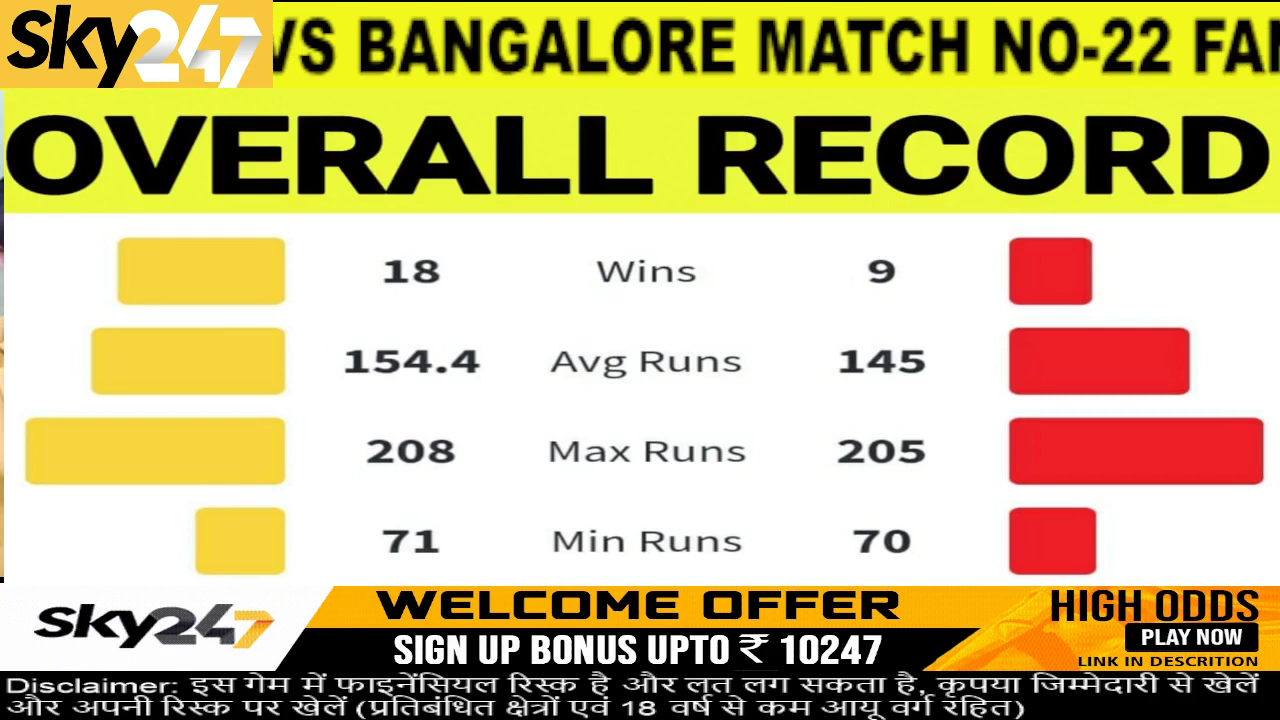 Sky247
VS BANGALORE MATCH NO-22 FAN
OVERALL RECORD
18 Wins 9
154.4 Avg Runs 145
208 Max Runs 205
71 Min Runs 70
Sky247
WELCOME OFFER
SIGN UP BONUS UPTO ₹ 10247
HIGH ODDS
PLAY NOW
LINK IN DESCRIPTION
Disclaimer: इस गेम में फाइनेंसियल रिस्क है और लत लग सकता है, कृपया जिम्मेदारी से खेलें
और अपनी रिस्क पर खेलें (प्रतिबंधित क्षेत्रों एवं 18 वर्ष से कम आयू वर्ग रहित)